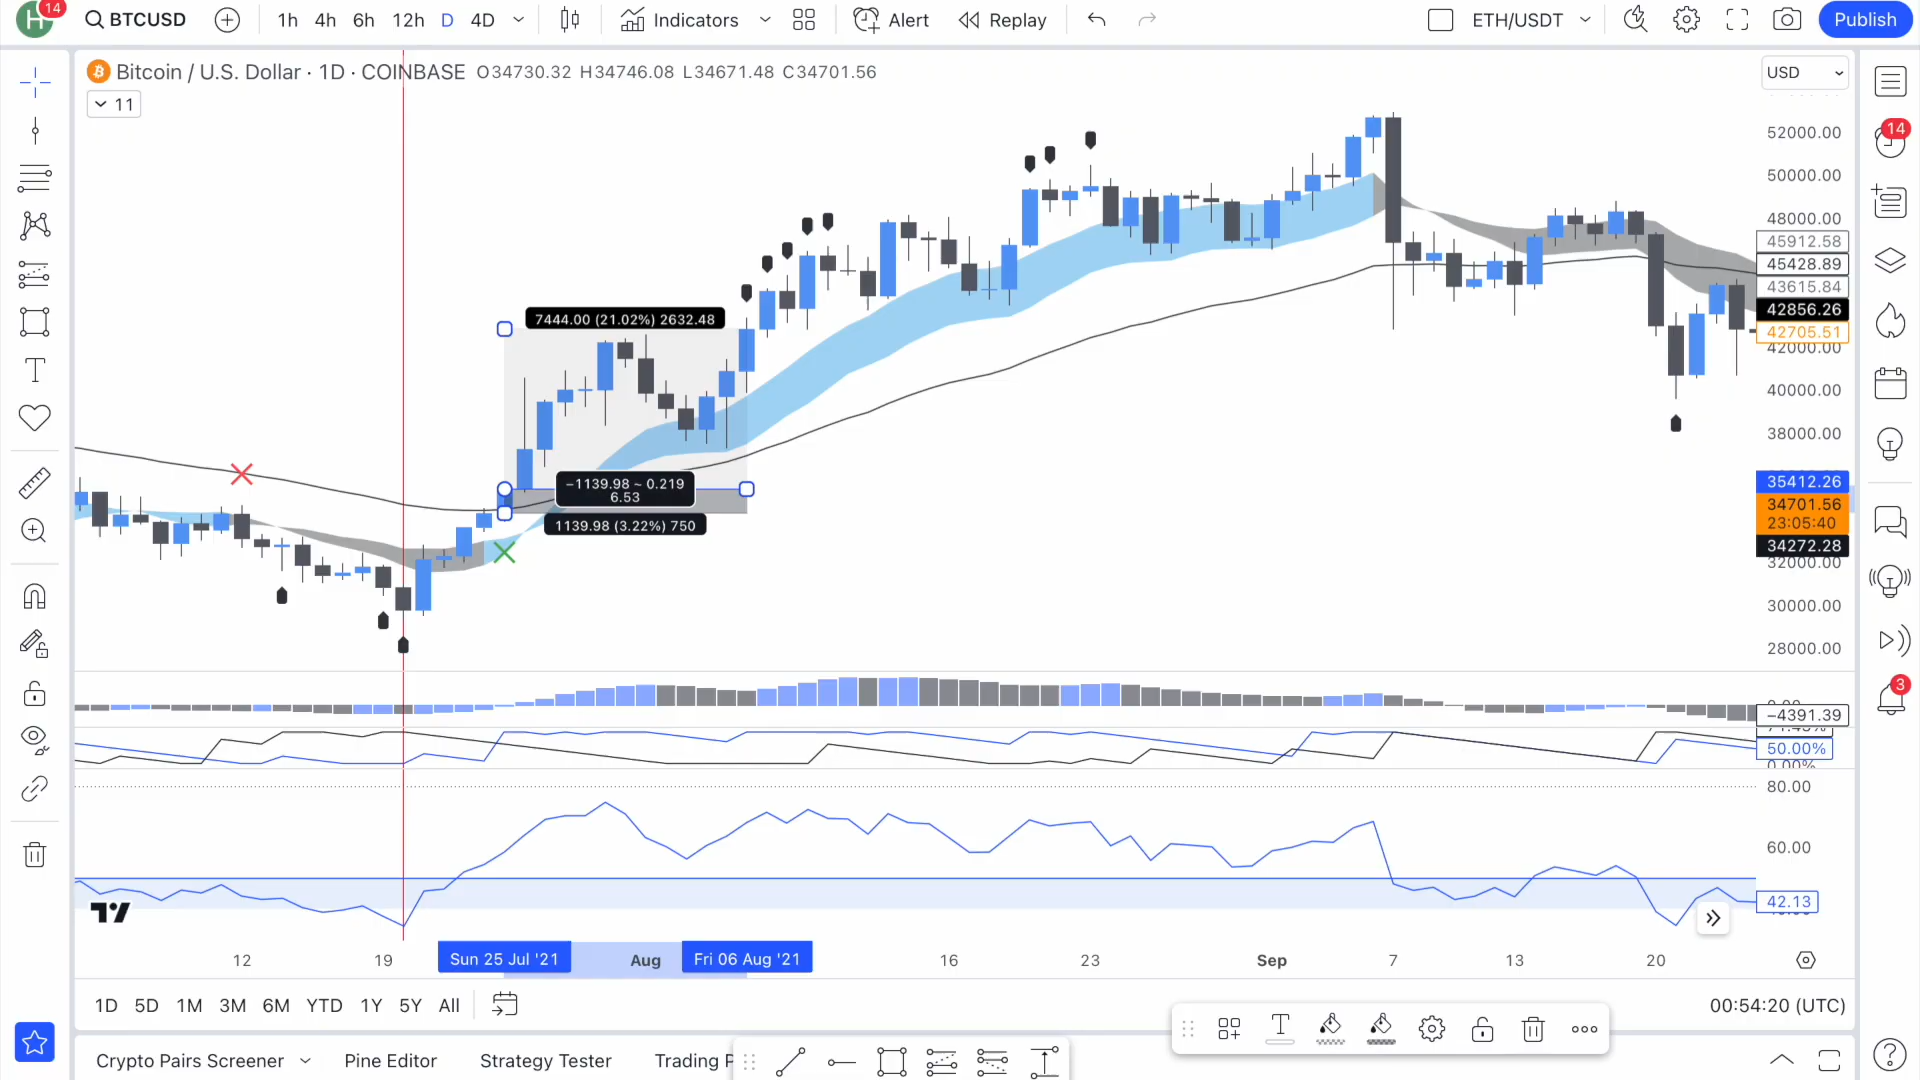 H 14 BTCUSD 1h 4h 6h 12h D 4D Indicators Alert Replay ETH/USDT Publish
Bitcoin / U.S. Dollar · 1D · COINBASE O34730.32 H34746.08 L34671.48 C34701.56
USD
11
52000.00
14
50000.00
48000.00
45912.58
45428.89
43615.84
42856.26
42705.51
42000.00
40000.00
38000.00
7444.00 (21.02%) 2632.48
−1139.98 ~ 0.219
6.53
1139.98 (3.22%) 750
35412.26
34701.56
23:05:40
34272.28
32000.00
30000.00
28000.00
3
−4391.39
50.00%
0.00%
80.00
60.00
42.13
12 19 Sun 25 Jul '21 Aug Fri 06 Aug '21 16 23 Sep 7 13 20
1D 5D 1M 3M 6M YTD 1Y 5Y All
00:54:20 (UTC)
T
Crypto Pairs Screener Pine Editor Strategy Tester Trading P